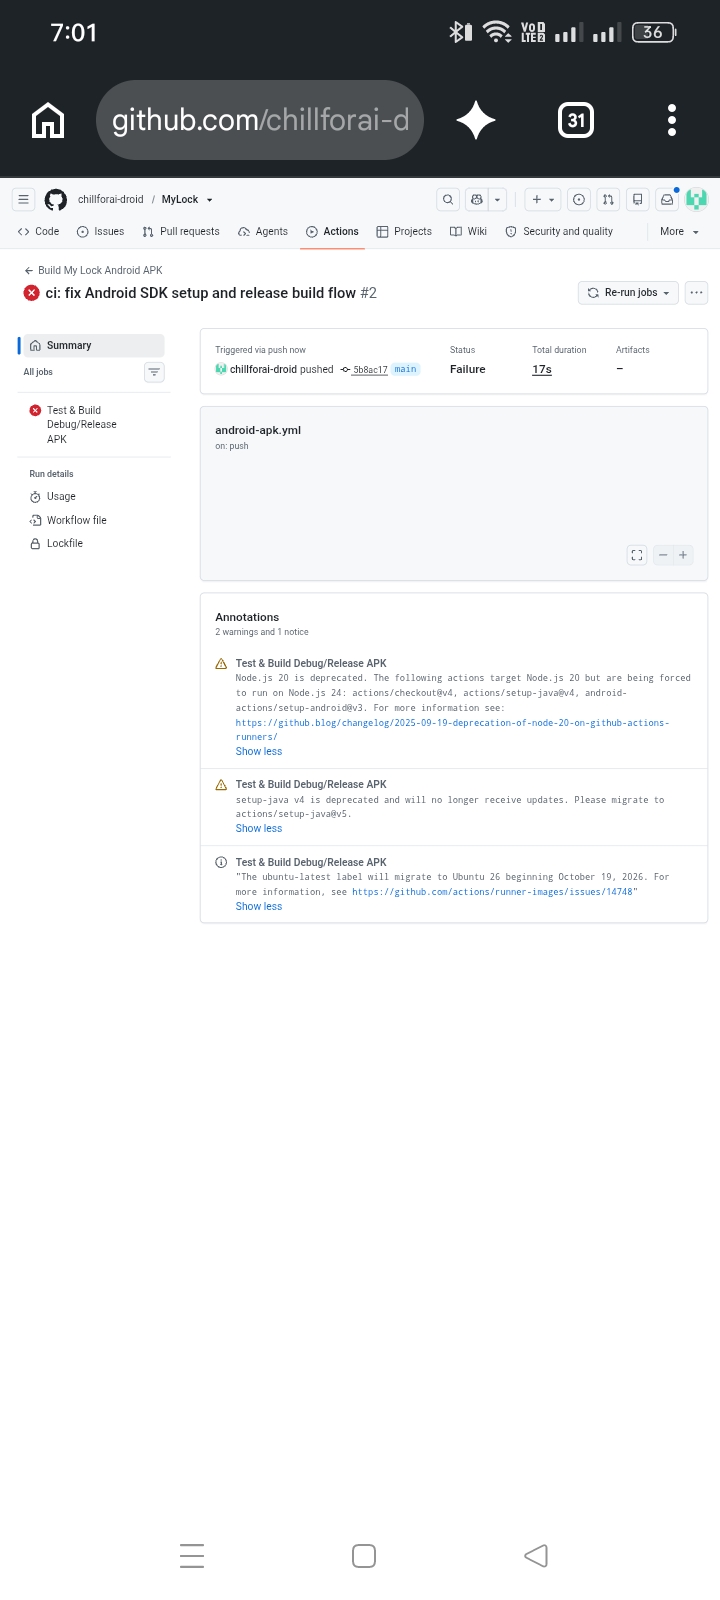 7:01
VoD
LTE2
36
github.com/chillforai-d
31
chillforai-droid / MyLock
Code
Issues
Pull requests
Agents
Actions
Projects
Wiki
Security and quality
More
Build My Lock Android APK
ci: fix Android SDK setup and release build flow #2
Re-run jobs
Summary
All jobs
Test & Build
Debug/Release
APK
Run details
Usage
Workflow file
Lockfile
Triggered via push now
chillforai-droid pushed 5b8ac17 main
Status
Failure
Total duration
17s
Artifacts
–
android-apk.yml
on: push
Annotations
2 warnings and 1 notice
Test & Build Debug/Release APK
Node.js 20 is deprecated. The following actions target Node.js 20 but are being forced
to run on Node.js 24: actions/checkout@v4, actions/setup-java@v4, android-
actions/setup-android@v3. For more information see:
https://github.blog/changelog/2025-09-19-deprecation-of-node-20-on-github-actions-
runners/
Show less
Test & Build Debug/Release APK
setup-java v4 is deprecated and will no longer receive updates. Please migrate to
actions/setup-java@v5.
Show less
Test & Build Debug/Release APK
"The ubuntu-latest label will migrate to Ubuntu 26 beginning October 19, 2026. For
more information, see https://github.com/actions/runner-images/issues/14748"
Show less